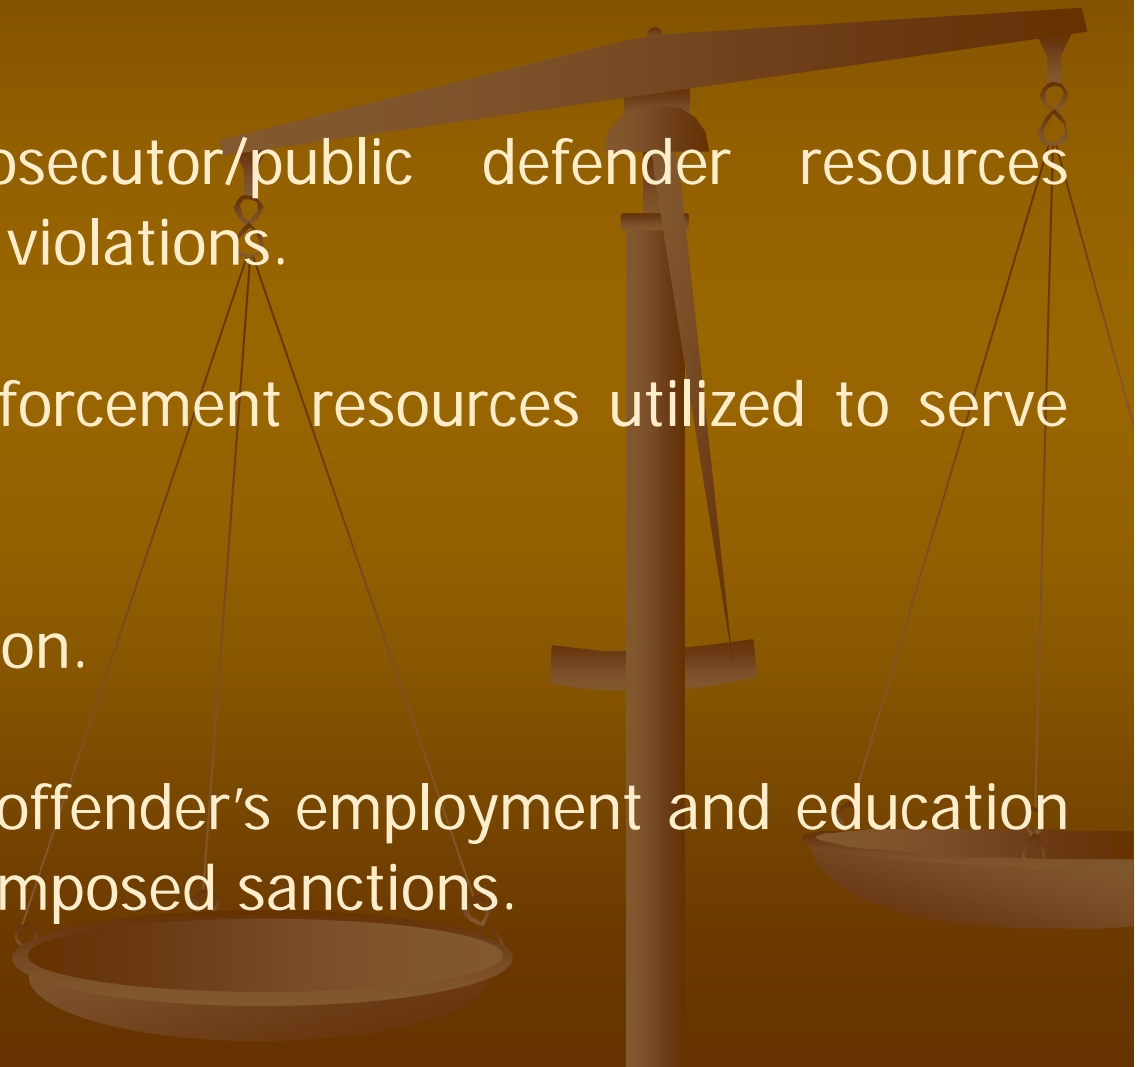 osecutor/public defender resources
violations.
forcement resources utilized to serve
on.
offender's employment and education
mposed sanctions.